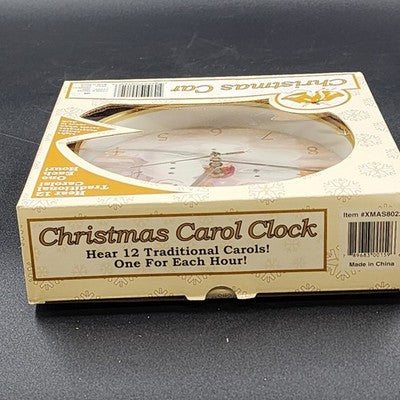 Christmas Car
Hear 12
Traditional
Carols!
One
Each
Hour!
Christmas Carol Clock
Hear 12 Traditional Carols!
One For Each Hour!
Item #XMAS802
Made in China